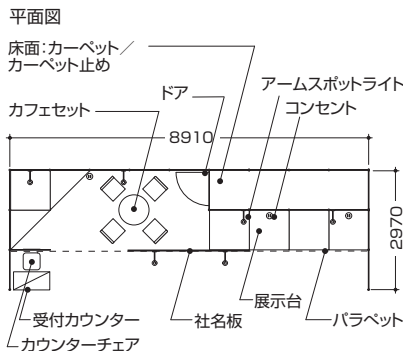 平面図
床面：カーペット／
カーペット止め
ドア
アームスポットライト
カフェセット
コンセント
8910
2970
展示台
受付カウンター
社名板
パラペット
カウンターチェア